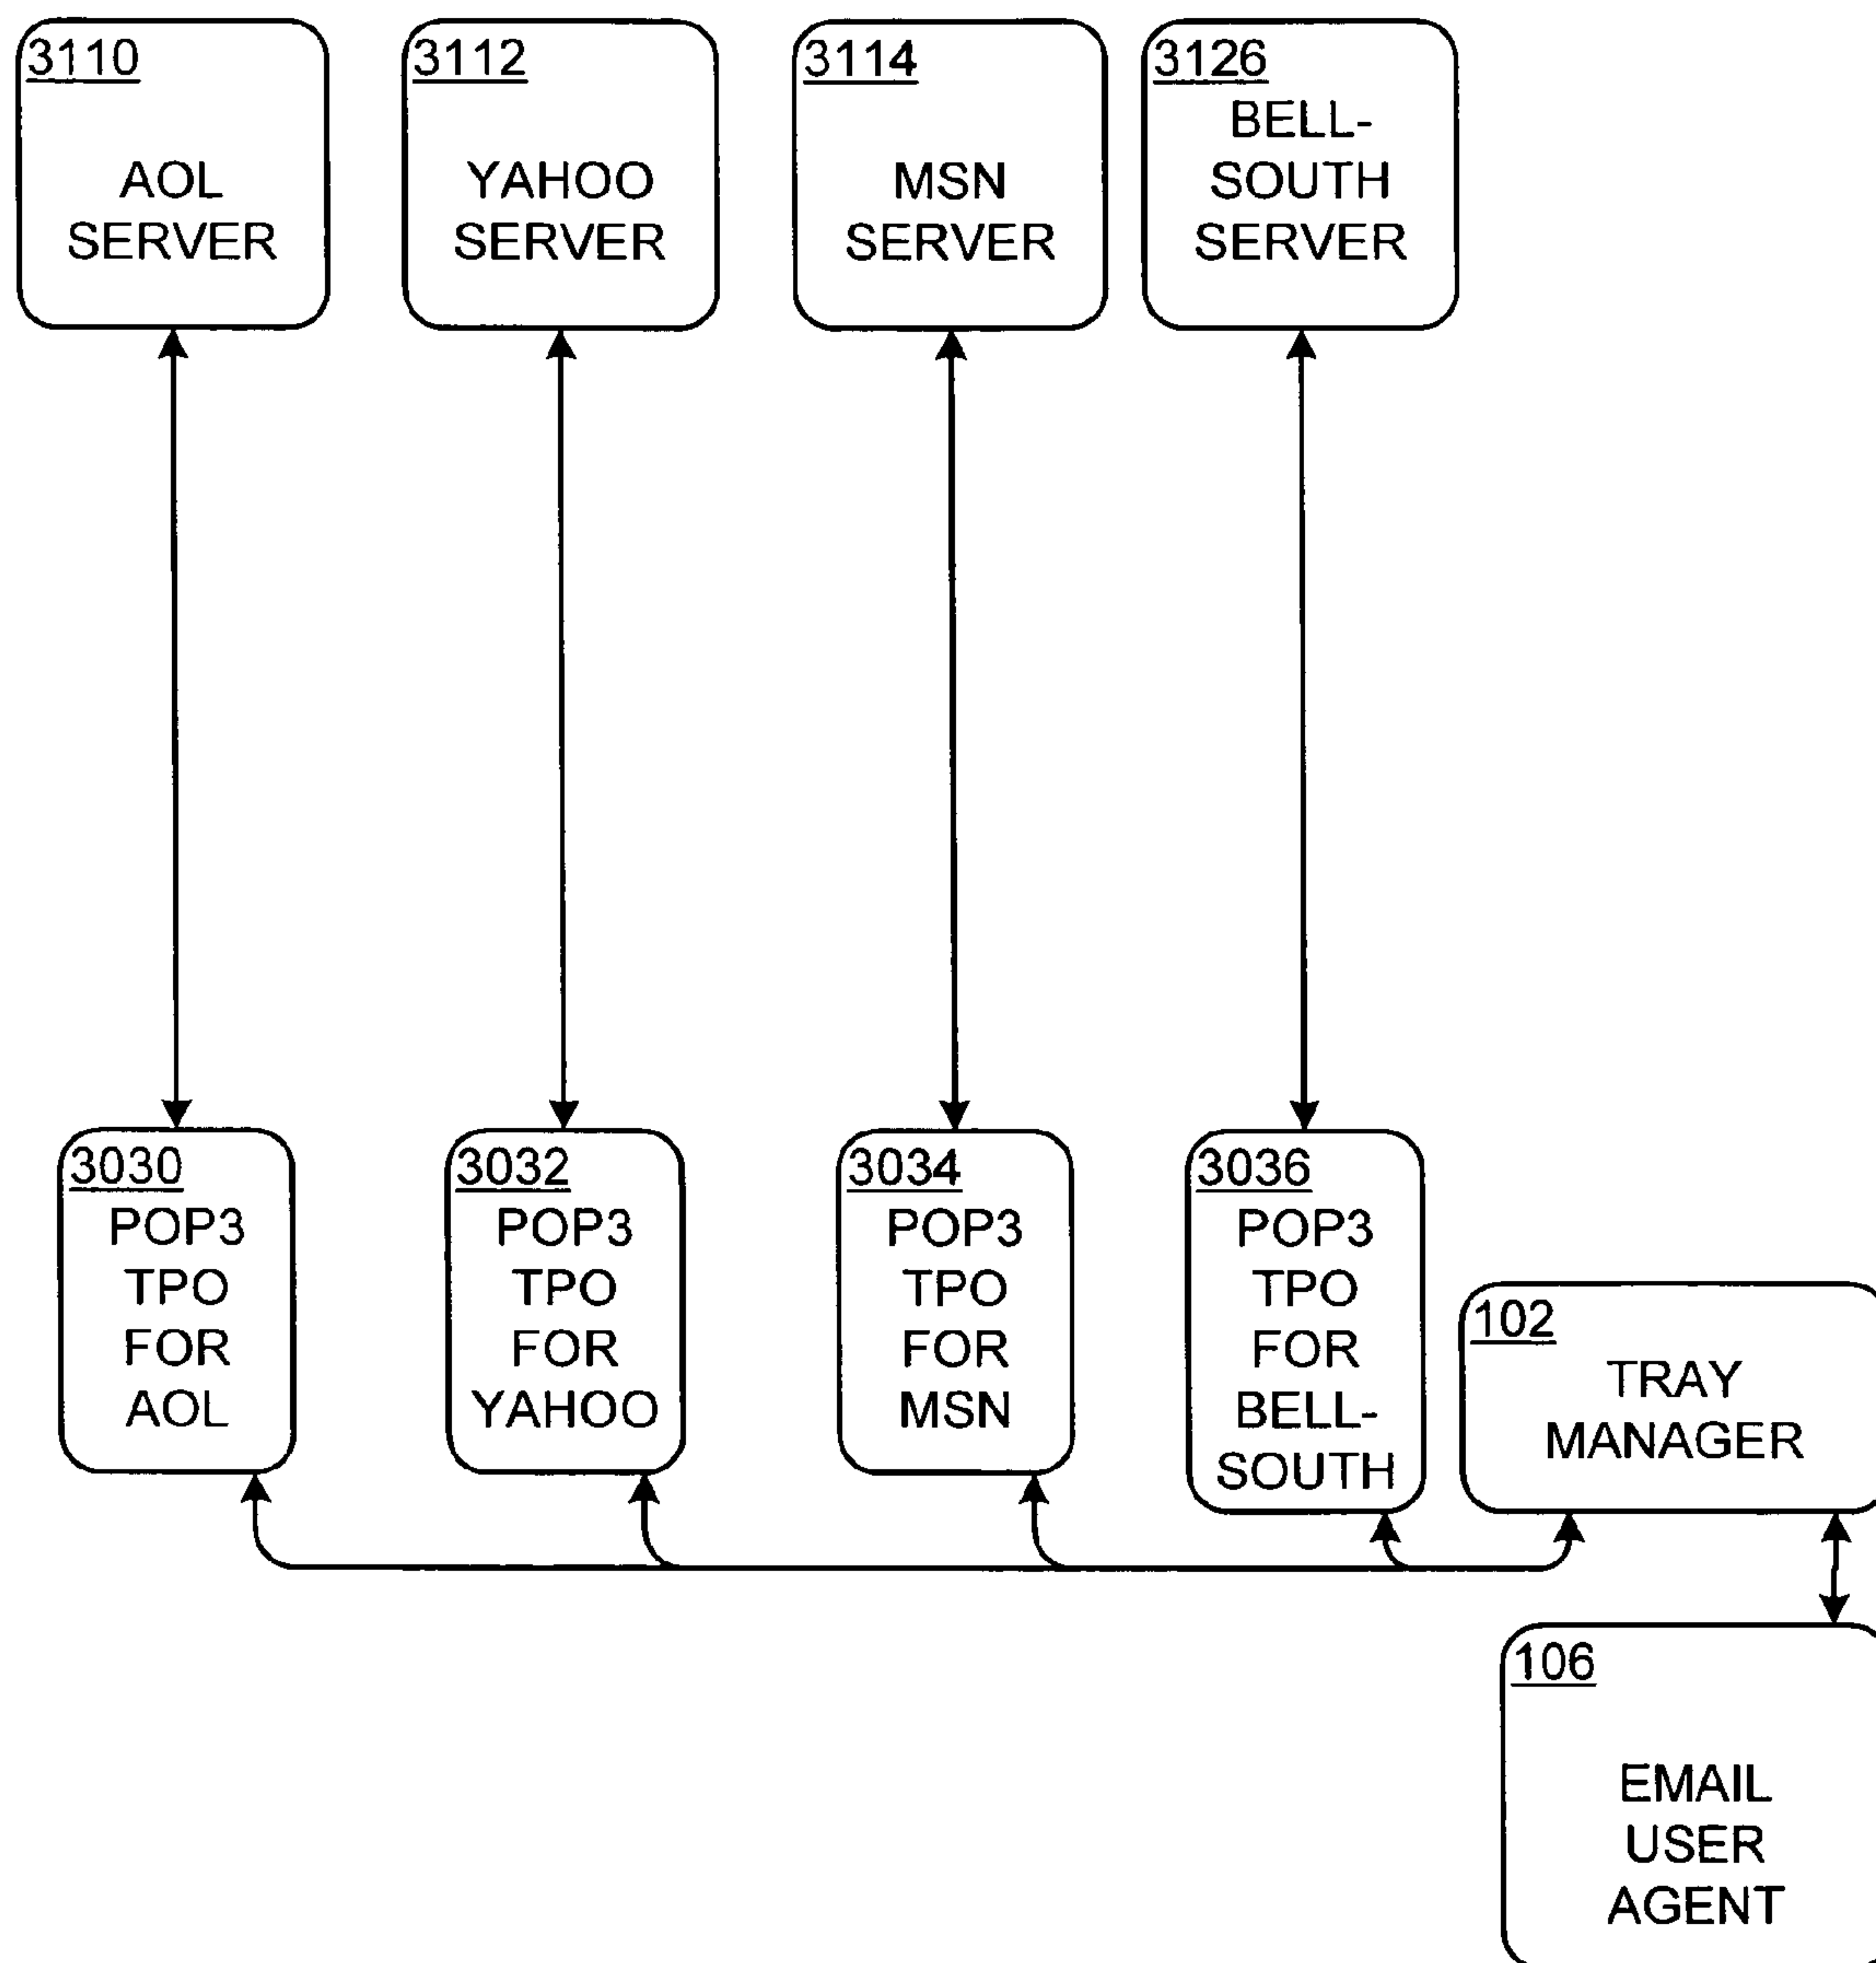 3110
AOL
SERVER
3112
YAHOO
SERVER
3114
MSN
SERVER
3126
BELL-
SOUTH
SERVER
3030
POP3
TPO
FOR
AOL
3032
POP3
TPO
FOR
YAHOO
3034
POP3
TPO
FOR
MSN
3036
POP3
TPO
FOR
BELL-
SOUTH
102
TRAY
MANAGER
106
EMAIL
USER
AGENT